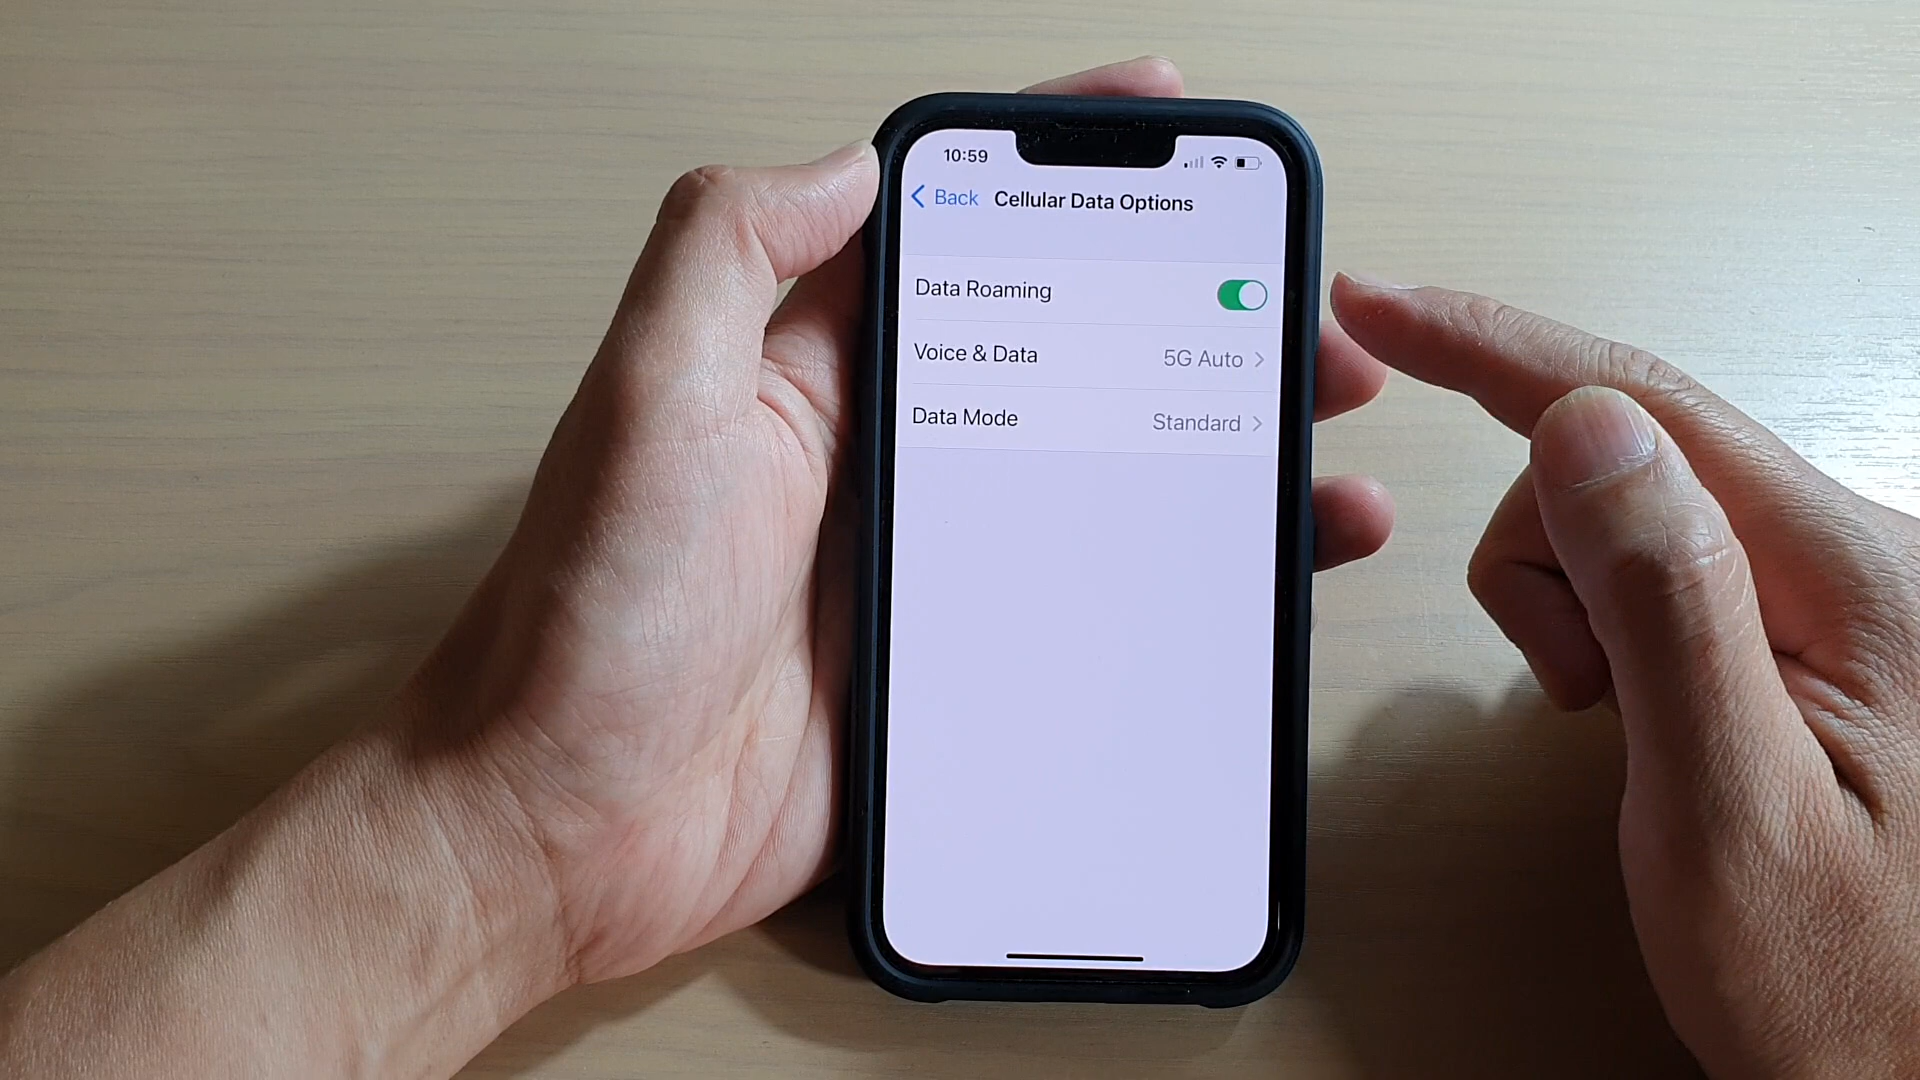 10:59
Back Cellular Data Options
Data Roaming
Voice & Data 5G Auto
Data Mode Standard